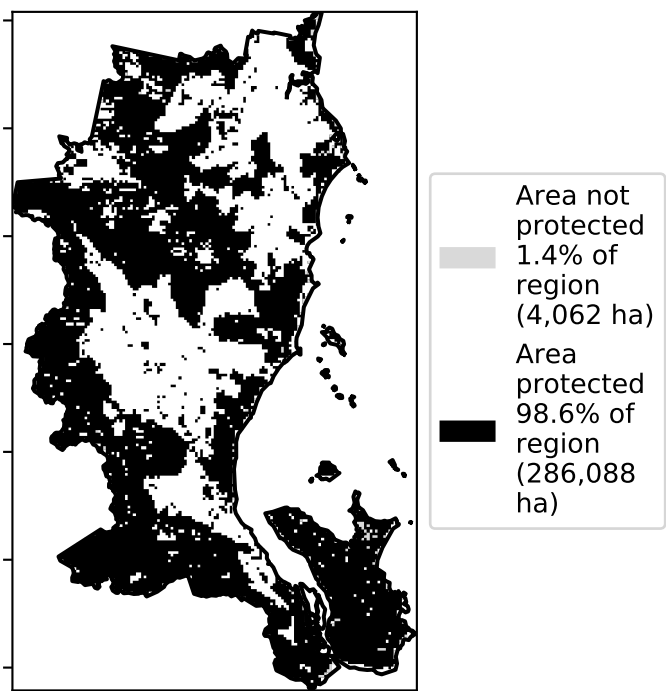 Area not
protected
1.4% of
region
(4,062 ha)
Area
protected
98.6% of
region
(286,088
ha)